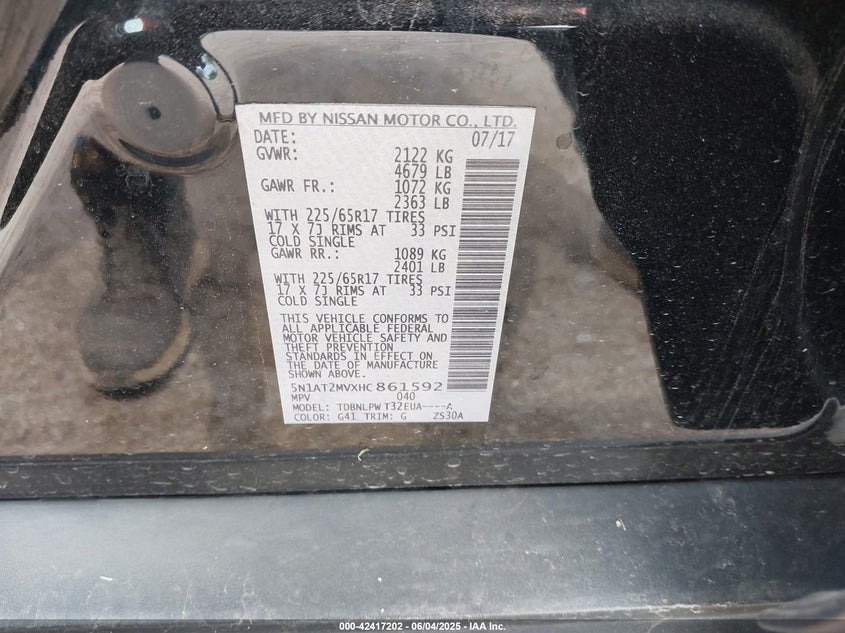 MFD BY NISSAN MOTOR CO., LTD.
DATE: 07/17
GVWR: 2122 KG
4679 LB
GAWR FR.: 1072 KG
2363 LB
WITH 225/65R17 TIRES
17 X 7J RIMS AT 33 PSI
COLD SINGLE
GAWR RR.: 1089 KG
2401 LB
WITH 225/65R17 TIRES
17 X 7J RIMS AT 33 PSI
COLD SINGLE
THIS VEHICLE CONFORMS TO
ALL APPLICABLE FEDERAL
MOTOR VEHICLE SAFETY AND
THEFT PREVENTION
STANDARDS IN EFFECT ON
THE DATE OF MANUFACTURE
SHOWN ABOVE.
5N1AT2MVXHC861592
MPV 040
MODEL: TDBNLPW T32EUA----A
COLOR: G41 TRIM: G ZS30A
000-42417202 - 06/04/2025 - IAA Inc.